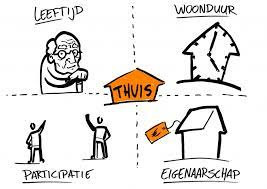 LEEFTIJD
WOONDUUR
THUIS
€
PARTICIPATIE
EIGENAARSCHAP